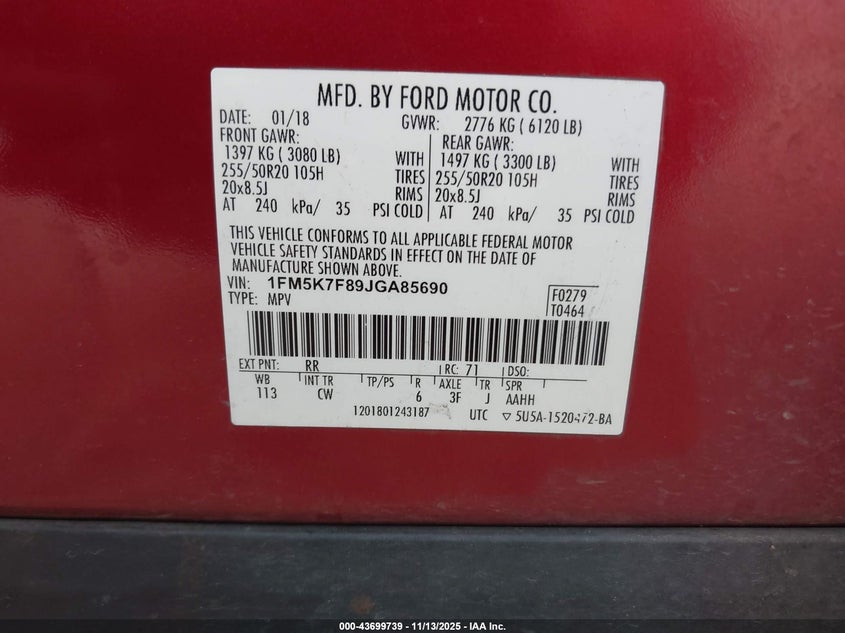 MFD. BY FORD MOTOR CO.
DATE: 01/18 GVWR: 2776 KG ( 6120 LB)
FRONT GAWR: REAR GAWR:
1397 KG ( 3080 LB) WITH 1497 KG ( 3300 LB) WITH
255/50R20 105H TIRES 255/50R20 105H TIRES
20x8.5J RIMS 20x8.5J RIMS
AT 240 kPa/ 35 PSI COLD AT 240 kPa/ 35 PSI COLD
THIS VEHICLE CONFORMS TO ALL APPLICABLE FEDERAL MOTOR
VEHICLE SAFETY STANDARDS IN EFFECT ON THE DATE OF
MANUFACTURE SHOWN ABOVE.
VIN: 1FM5K7F89JGA85690
TYPE: MPV
F0279
T0464
EXT PNT: RR RC: 71 DSO:
WB INT TR TP/PS R AXLE TR SPR
113 CW 6 3F J AAHH
1201801243187 UTC ▽ 5U5A-1520472-BA
000-43699739 - 11/13/2025 - IAA Inc.